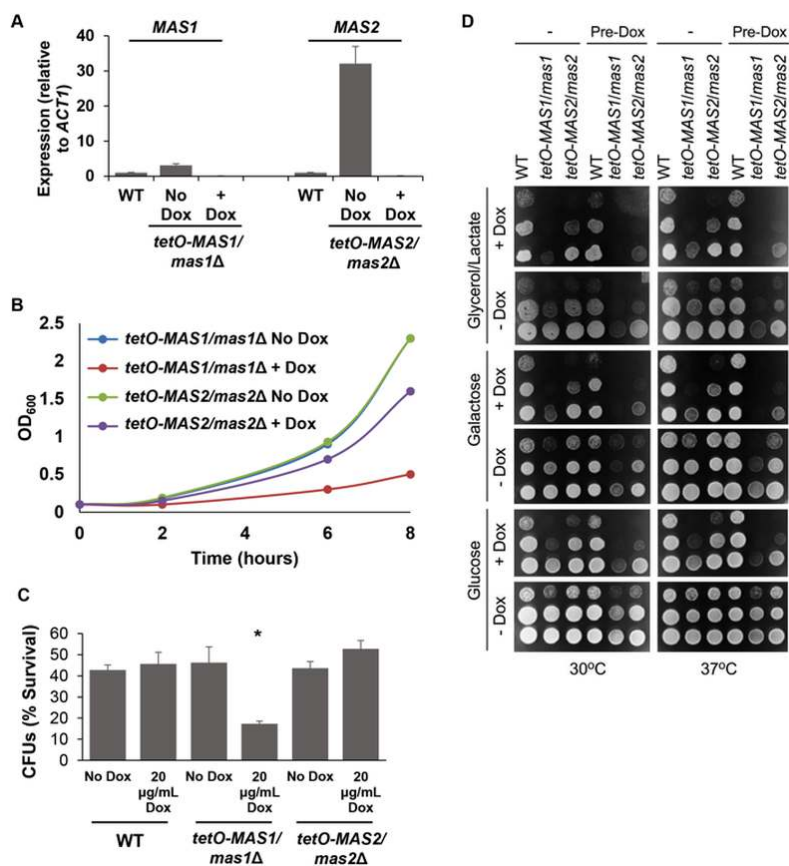 A
MAS1 MAS2
Expression (relative
to ACT1)
40
30
20
10
0
WT No Dox + Dox WT No Dox + Dox
tetO-MAS1/
mas1Δ
tetO-MAS2/
mas2Δ
B
2.5
2
1.5
1
0.5
0
OD600
tetO-MAS1/mas1Δ No Dox
tetO-MAS1/mas1Δ + Dox
tetO-MAS2/mas2Δ No Dox
tetO-MAS2/mas2Δ + Dox
0 2 4 6 8
Time (hours)
C
CFUs (% Survival)
60
50
40
30
20
10
0
*
No Dox 20 µg/mL Dox No Dox 20 µg/mL Dox No Dox 20 µg/mL Dox
WT
tetO-MAS1/
mas1Δ
tetO-MAS2/
mas2Δ
D
- Pre-Dox - Pre-Dox
WT tetO-MAS1/mas1 tetO-MAS2/mas2 WT tetO-MAS1/mas1 tetO-MAS2/mas2 WT tetO-MAS1/mas1 tetO-MAS2/mas2 WT tetO-MAS1/mas1 tetO-MAS2/mas2
Glycerol/Lactate
+ Dox
- Dox
Galactose
+ Dox
- Dox
Glucose
+ Dox
- Dox
30ºC 37ºC